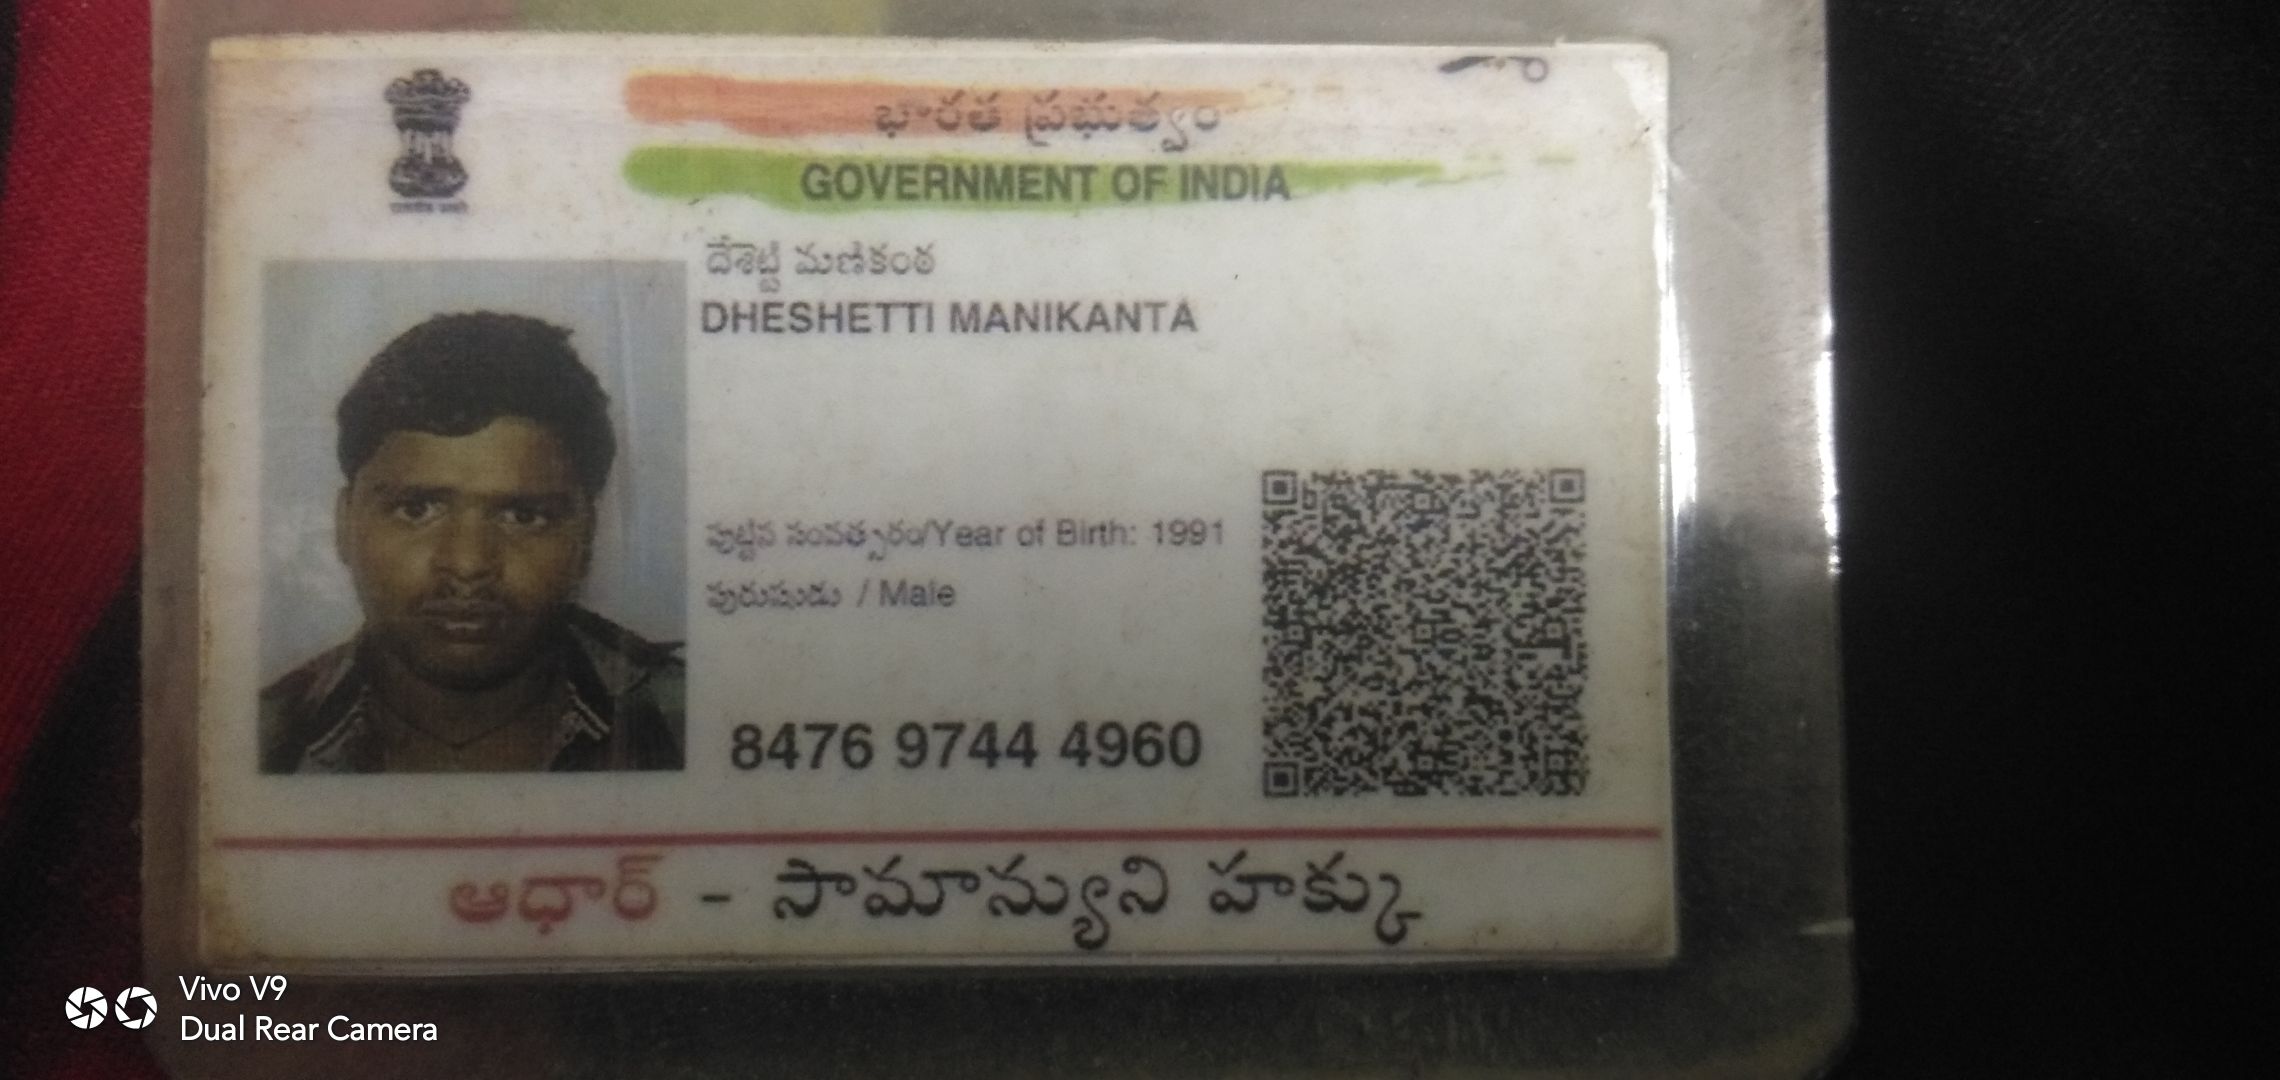 భారత ప్రభుత్వం
GOVERNMENT OF INDIA
దేశెట్టి మణికంఠ
DHESHETTI MANIKANTA
పుట్టిన సంవత్సరం/Year of Birth: 1991
పురుషుడు / Male
8476 9744 4960
ఆధార్ - సామాన్యుని హక్కు
Vivo V9
Dual Rear Camera